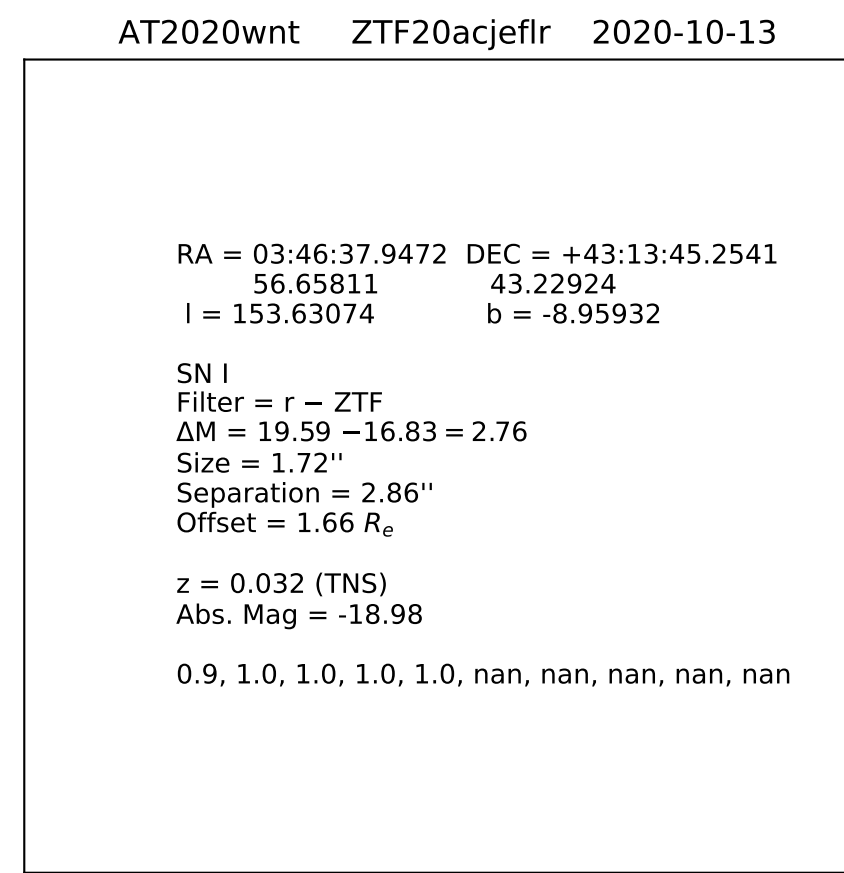 AT2020wnt ZTF20acjeflr 2020-10-13
RA = 03:46:37.9472 DEC = +43:13:45.2541
56.65811 43.22924
l = 153.63074 b = -8.95932
SN I
Filter = r − ZTF
ΔM = 19.59 −16.83 = 2.76
Size = 1.72''
Separation = 2.86''
Offset = 1.66 Rₑ
z = 0.032 (TNS)
Abs. Mag = -18.98
0.9, 1.0, 1.0, 1.0, 1.0, nan, nan, nan, nan, nan